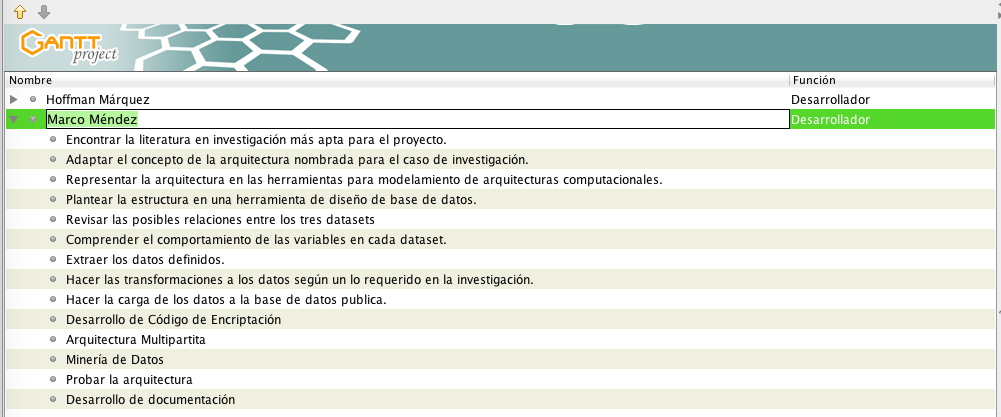 GANTT
project
Nombre Función
Hoffman Márquez Desarrollador
Marco Méndez Desarrollador
Encontrar la literatura en investigación más apta para el proyecto.
Adaptar el concepto de la arquitectura nombrada para el caso de investigación.
Representar la arquitectura en las herramientas para modelamiento de arquitecturas computacionales.
Plantear la estructura en una herramienta de diseño de base de datos.
Revisar las posibles relaciones entre los tres datasets
Comprender el comportamiento de las variables en cada dataset.
Extraer los datos definidos.
Hacer las transformaciones a los datos según un lo requerido en la investigación.
Hacer la carga de los datos a la base de datos publica.
Desarrollo de Código de Encriptación
Arquitectura Multipartita
Minería de Datos
Probar la arquitectura
Desarrollo de documentación